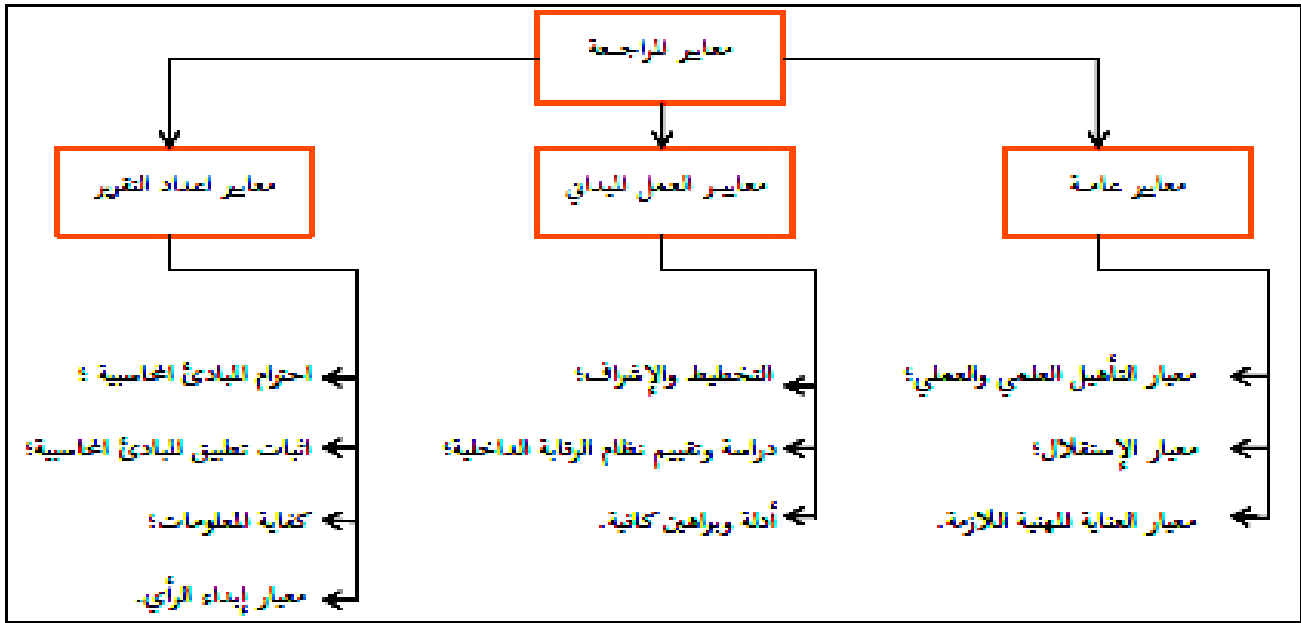 معايير المراجعة
معايير عامة
معايير العمل الميداني
معايير اعداد التقرير
معيار التأهيل العلمي والعملي؛
معيار الإستقلال؛
معيار العناية المهنية اللازمة.
التخطيط والإشراف؛
دراسة وتقييم نظام الرقابة الداخلية؛
أدلة وبراهين كافية.
احترام المبادئ المحاسبية ؛
اثبات تطبيق المبادئ المحاسبية؛
كفاية المعلومات؛
معيار إبداء الرأي.